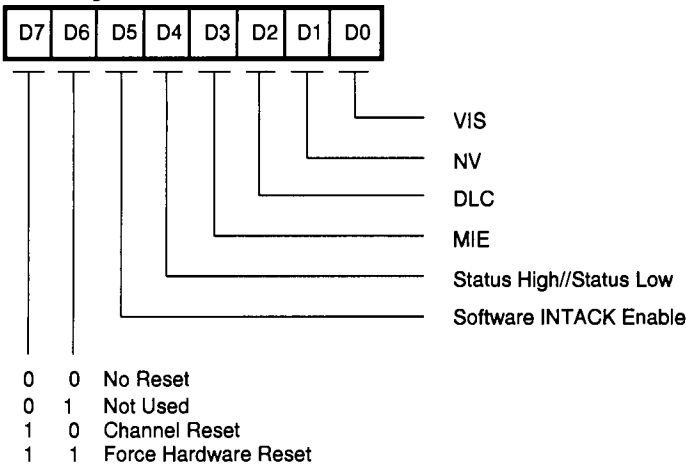 D7 D6 D5 D4 D3 D2 D1 D0
VIS
NV
DLC
MIE
Status High//Status Low
Software INTACK Enable
0 0 No Reset
0 1 Not Used
1 0 Channel Reset
1 1 Force Hardware Reset